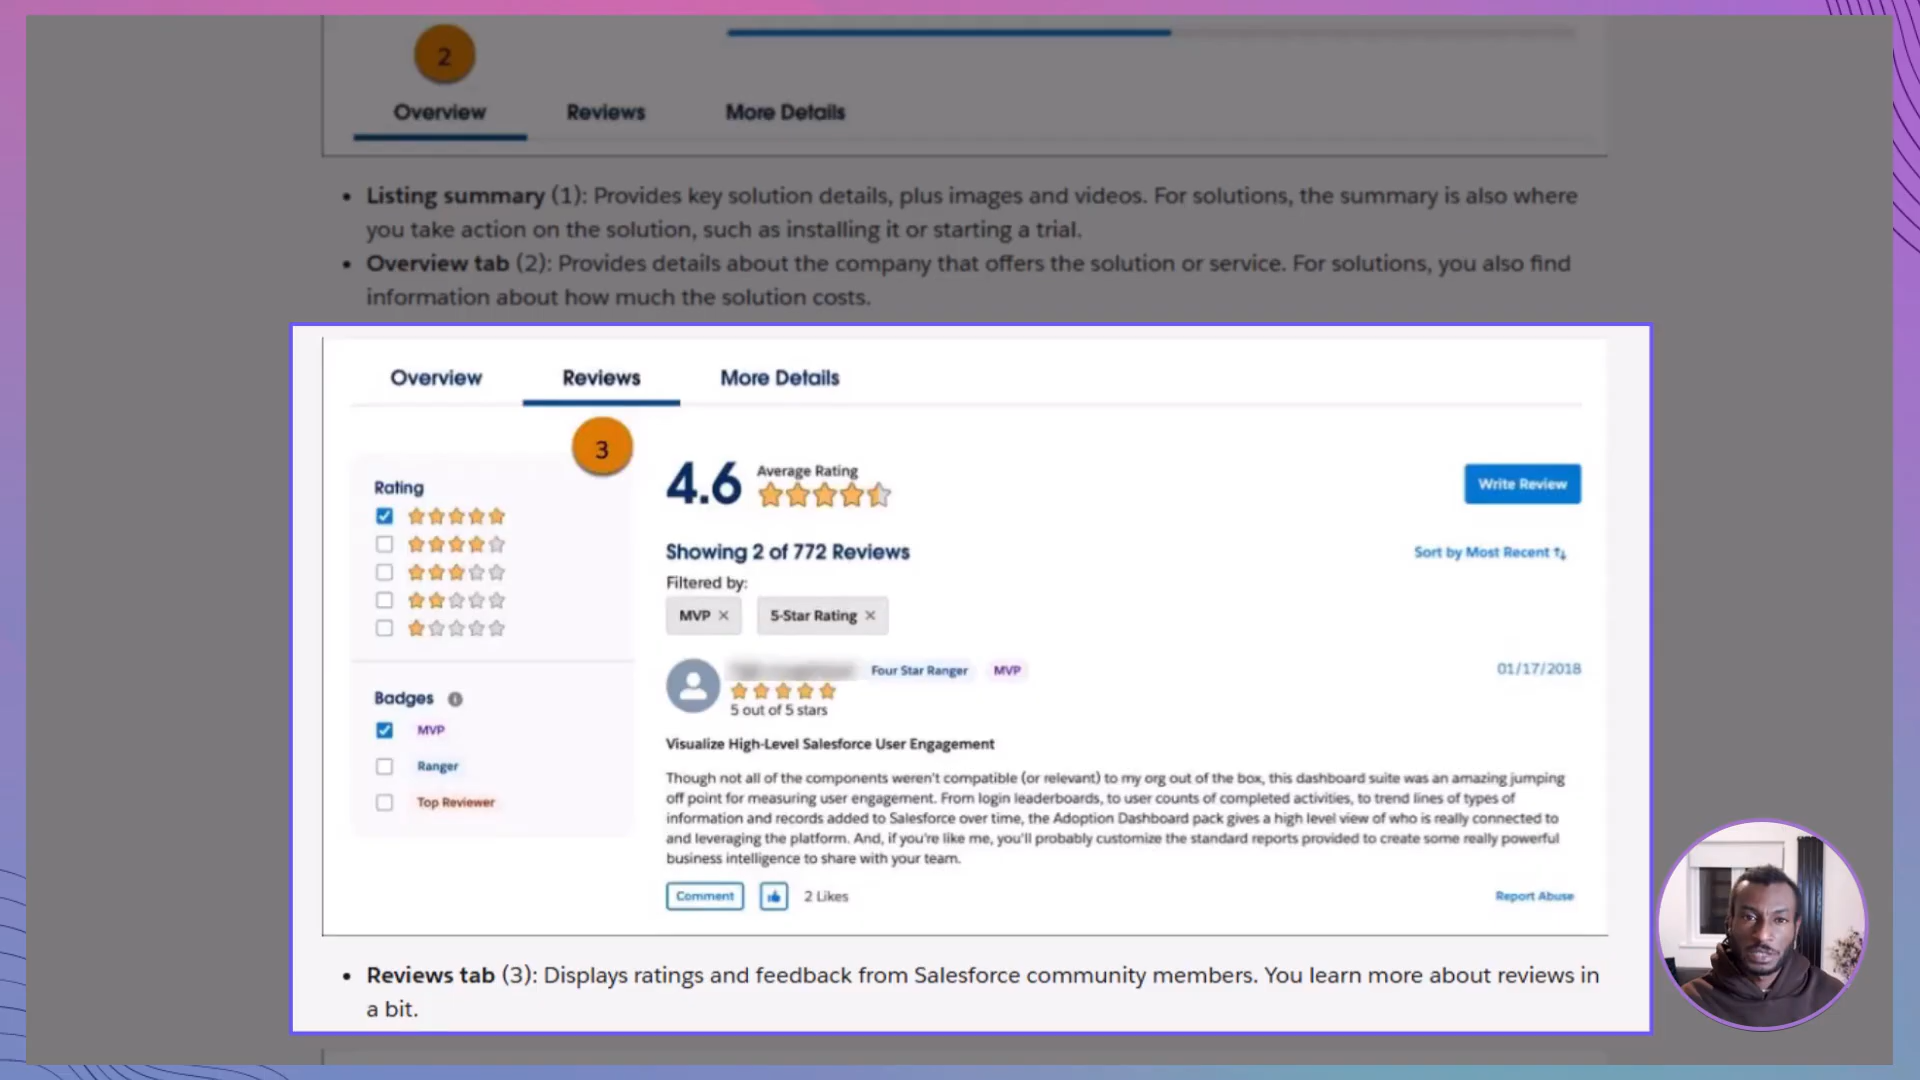 2
Overview Reviews More Details
• Listing summary (1): Provides key solution details, plus images and videos. For solutions, the summary is also where
you take action on the solution, such as installing it or starting a trial.
• Overview tab (2): Provides details about the company that offers the solution or service. For solutions, you also find
information about how much the solution costs.
Overview Reviews More Details
3
Rating
4.6 Average Rating
Write Review
Showing 2 of 772 Reviews
Sort by Most Recent
Filtered by:
MVP × 5-Star Rating ×
Badges
MVP
Ranger
Top Reviewer
Four Star Ranger MVP
01/17/2018
5 out of 5 stars
Visualize High-Level Salesforce User Engagement
Though not all of the components weren't compatible (or relevant) to my org out of the box, this dashboard suite was an amazing jumping
off point for measuring user engagement. From login leaderboards, to user counts of completed activities, to trend lines of types of
information and records added to Salesforce over time, the Adoption Dashboard pack gives a high level view of who is really connected to
and leveraging the platform. And, if you're like me, you'll probably customize the standard reports provided to create some really powerful
business intelligence to share with your team.
Comment 2 Likes Report Abuse
• Reviews tab (3): Displays ratings and feedback from Salesforce community members. You learn more about reviews in
a bit.